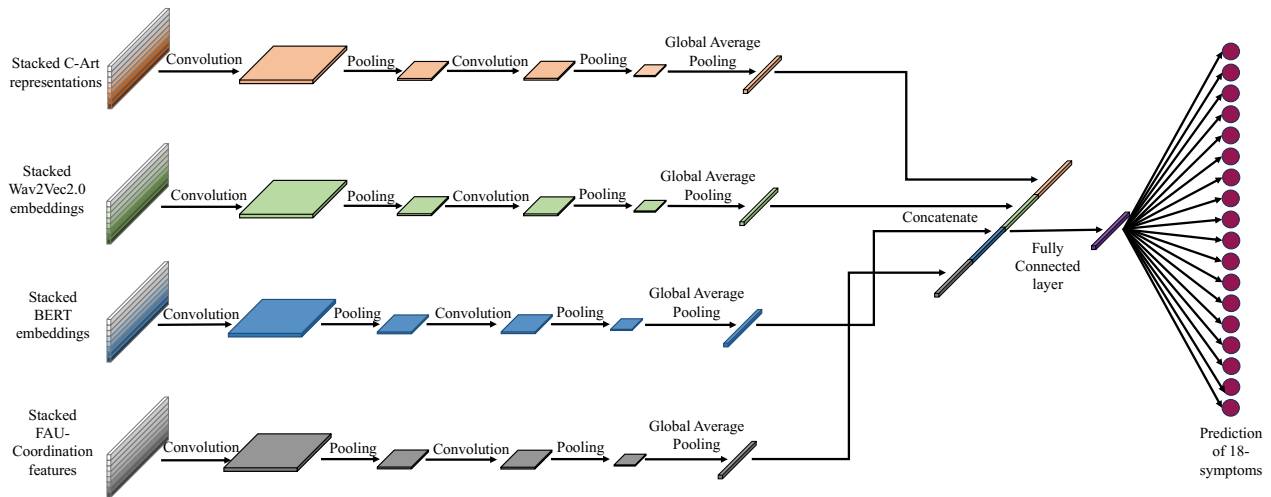 Stacked C-Art
representations
Convolution
Pooling
Convolution
Pooling
Global Average
Pooling
Stacked
Wav2Vec2.0
embeddings
Convolution
Pooling
Convolution
Pooling
Global Average
Pooling
Concatenate
Fully
Connected
layer
Stacked
BERT
embeddings
Convolution
Pooling
Convolution
Pooling
Global Average
Pooling
Stacked
FAU-
Coordination
features
Convolution
Pooling
Convolution
Pooling
Global Average
Pooling
Prediction
of 18-
symptoms